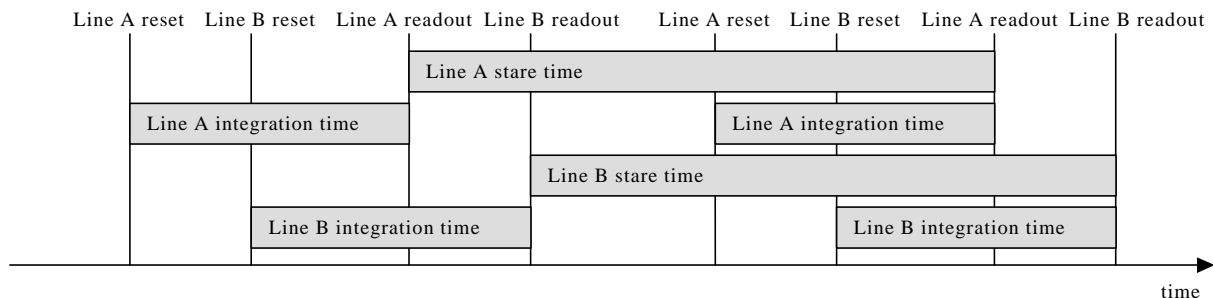 Line A reset Line B reset Line A readout Line B readout Line A reset Line B reset Line A readout Line B readout
Line A stare time
Line A integration time Line A integration time
Line B stare time
Line B integration time Line B integration time
time